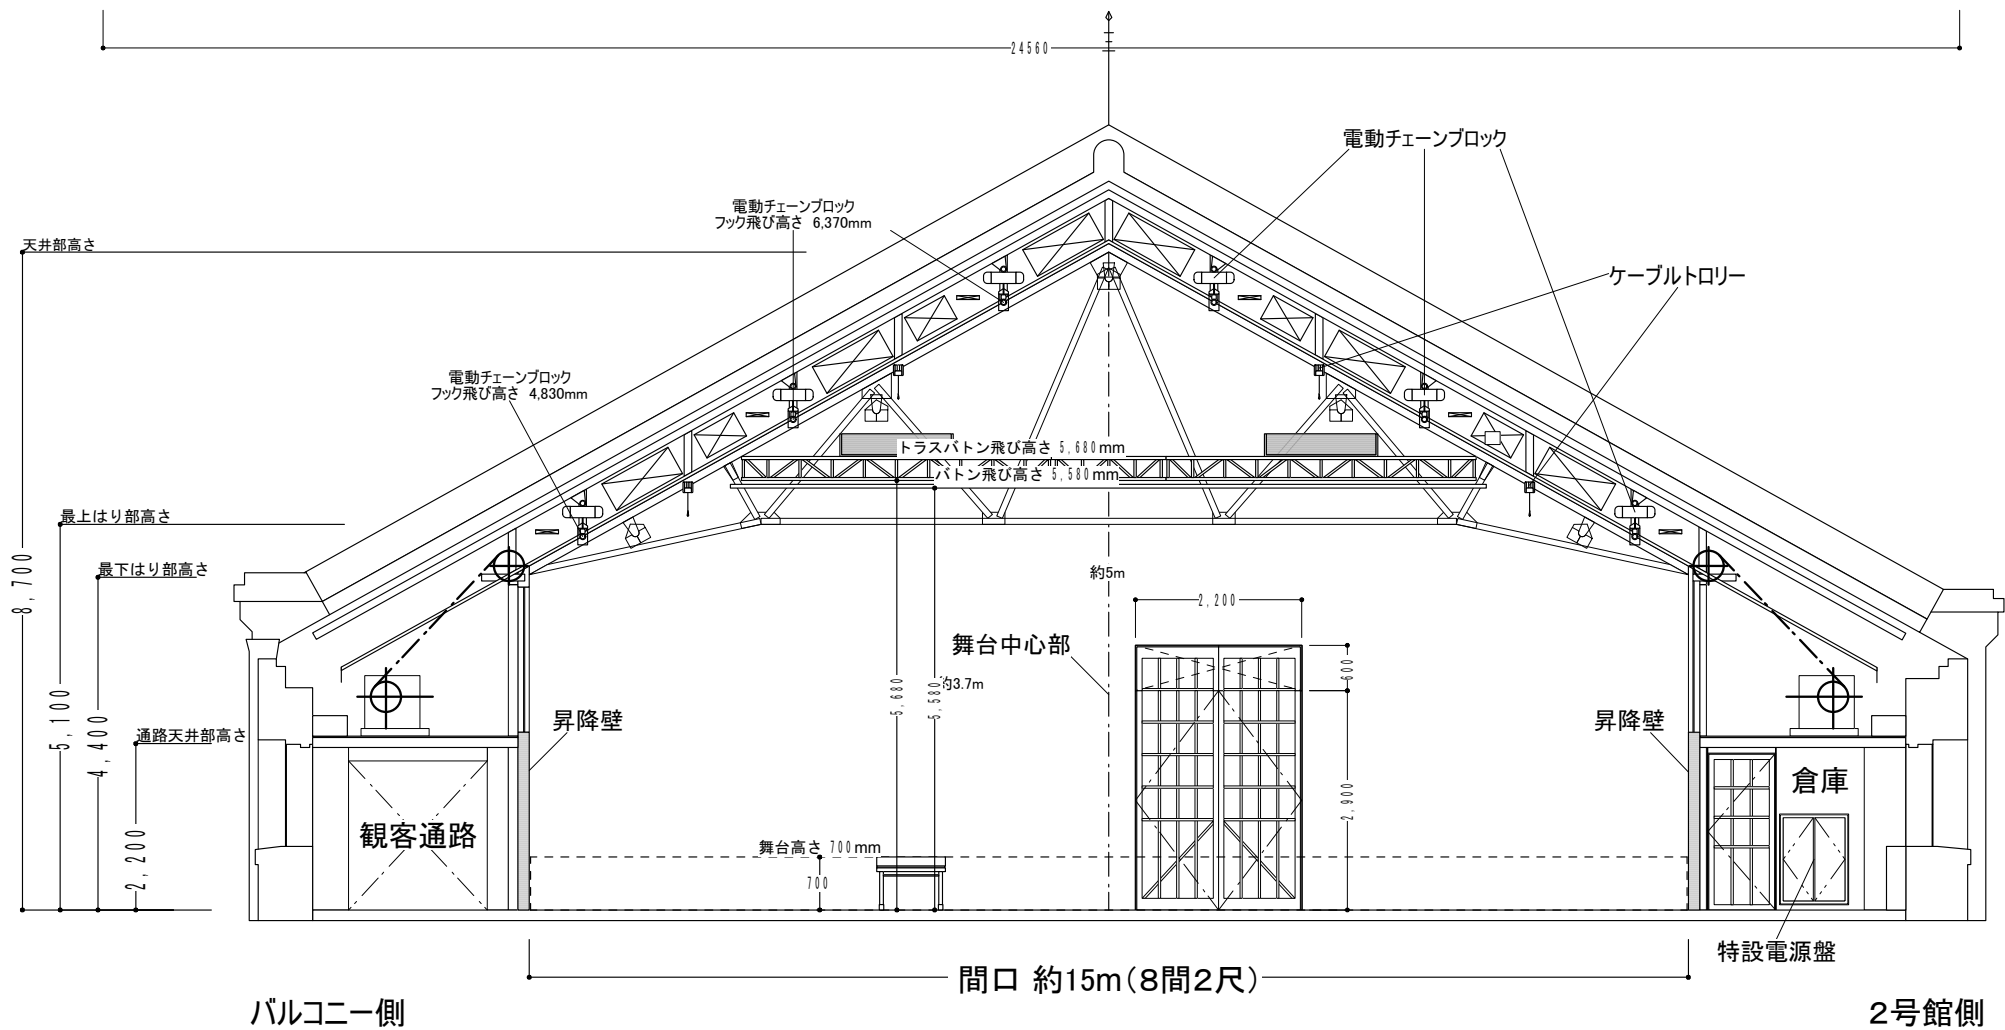 24560
電動チェーンブロック
電動チェーンブロック
フック飛び高さ 6,370mm
天井部高さ
ケーブルトロリー
電動チェーンブロック
フック飛び高さ 4,830mm
トラスバトン飛び高さ 5,680mm
バトン飛び高さ 5,580mm
最上はり部高さ
最下はり部高さ
約5m
8,700
2,200
舞台中心部
600
約3.7m
5,680
5,580
5,100
4,400
昇降壁
昇降壁
通路天井部高さ
倉庫
2,900
観客通路
2,200
舞台高さ 700mm
700
特設電源盤
間口 約15m(8間2尺)
バルコニー側
2号館側